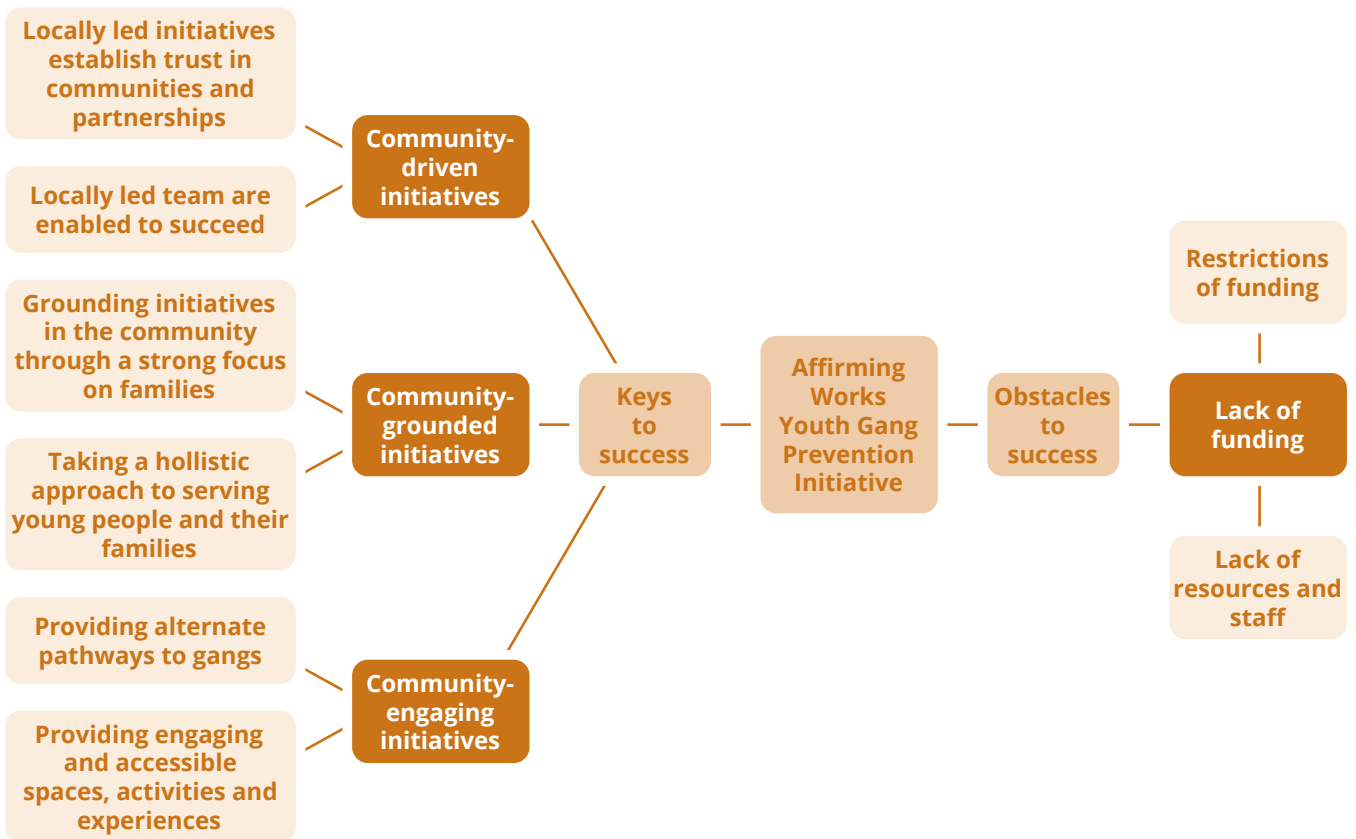 Locally led initiatives
establish trust in
communities and
partnerships
Locally led team are
enabled to succeed
Community-
driven
initiatives
Grounding initiatives
in the community
through a strong focus
on families
Taking a hollistic
approach to serving
young people and their
families
Community-
grounded
initiatives
Providing alternate
pathways to gangs
Providing engaging
and accessible
spaces, activities and
experiences
Community-
engaging
initiatives
Keys
to
success
Affirming
Works
Youth Gang
Prevention
Initiative
Obstacles
to
success
Restrictions
of funding
Lack of
funding
Lack of
resources and
staff